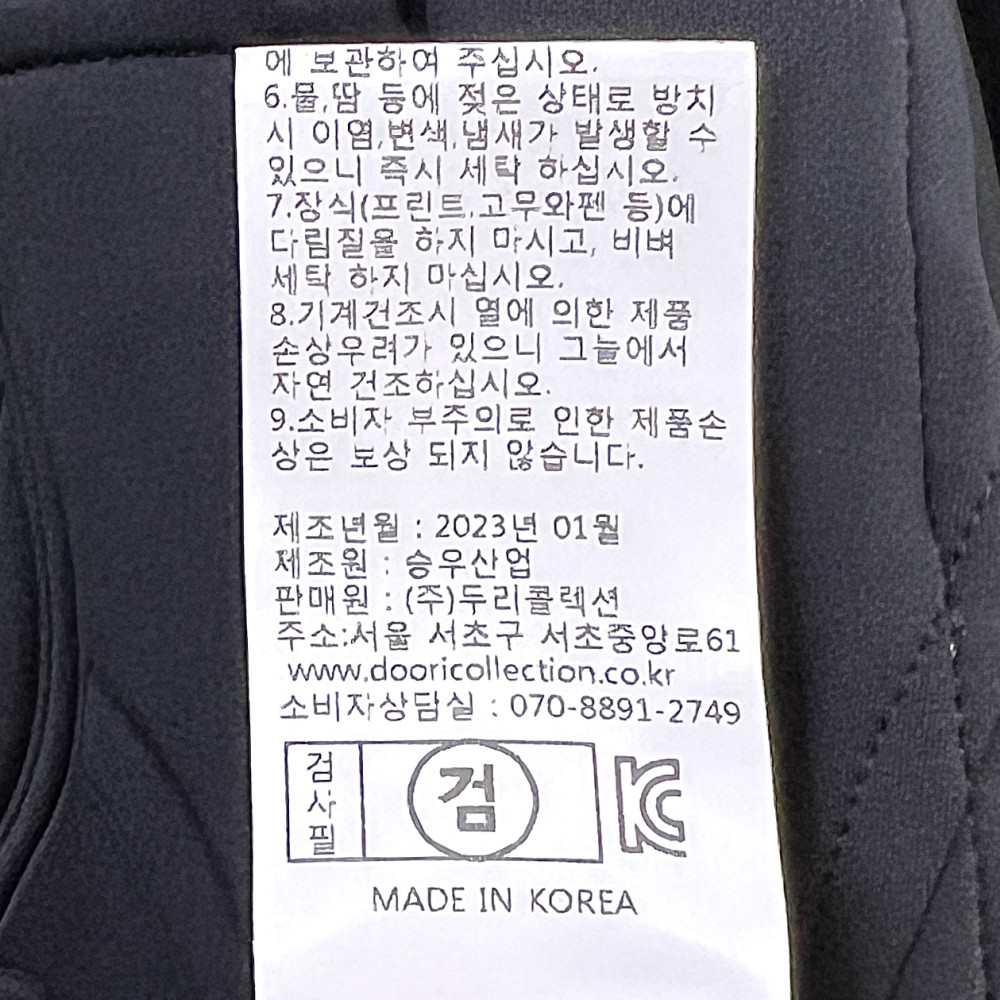 에 보관하여 주십시오.
6.물,땀 등에 젖은 상태로 방치
시 이염,변색,냄새가 발생할 수
있으니 즉시 세탁 하십시오.
7.장식(프린트,고무와펜 등)에
다림질을 하지 마시고, 비벼
세탁 하지 마십시오.
8.기계건조시 열에 의한 제품
손상우려가 있으니 그늘에서
자연 건조하십시오.
9.소비자 부주의로 인한 제품손
상은 보상 되지 않습니다.
제조년월 : 2023년 01월
제조원 : 승우산업
판매원 : (주)두리콜렉션
주소:서울 서초구 서초중앙로61
www.dooricollection.co.kr
소비자상담실 : 070-8891-2749
검사필
검
KC
MADE IN KOREA